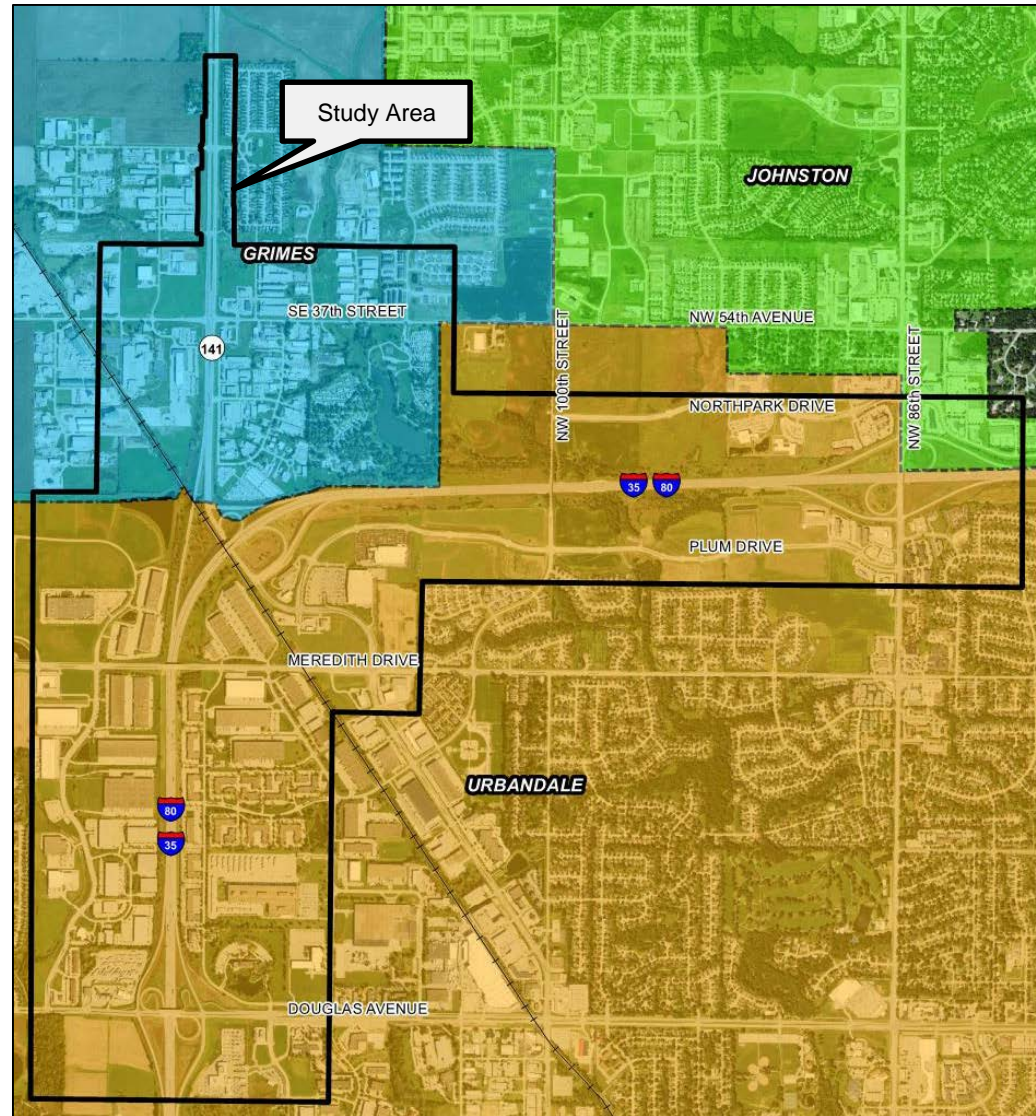 Study Area
JOHNSTON
GRIMES
SE 37th STREET
NW 54th AVENUE
141
NW 100th STREET
NW 86th STREET
NORTHPARK DRIVE
35 80
PLUM DRIVE
MEREDITH DRIVE
URBANDALE
80
35
DOUGLAS AVENUE